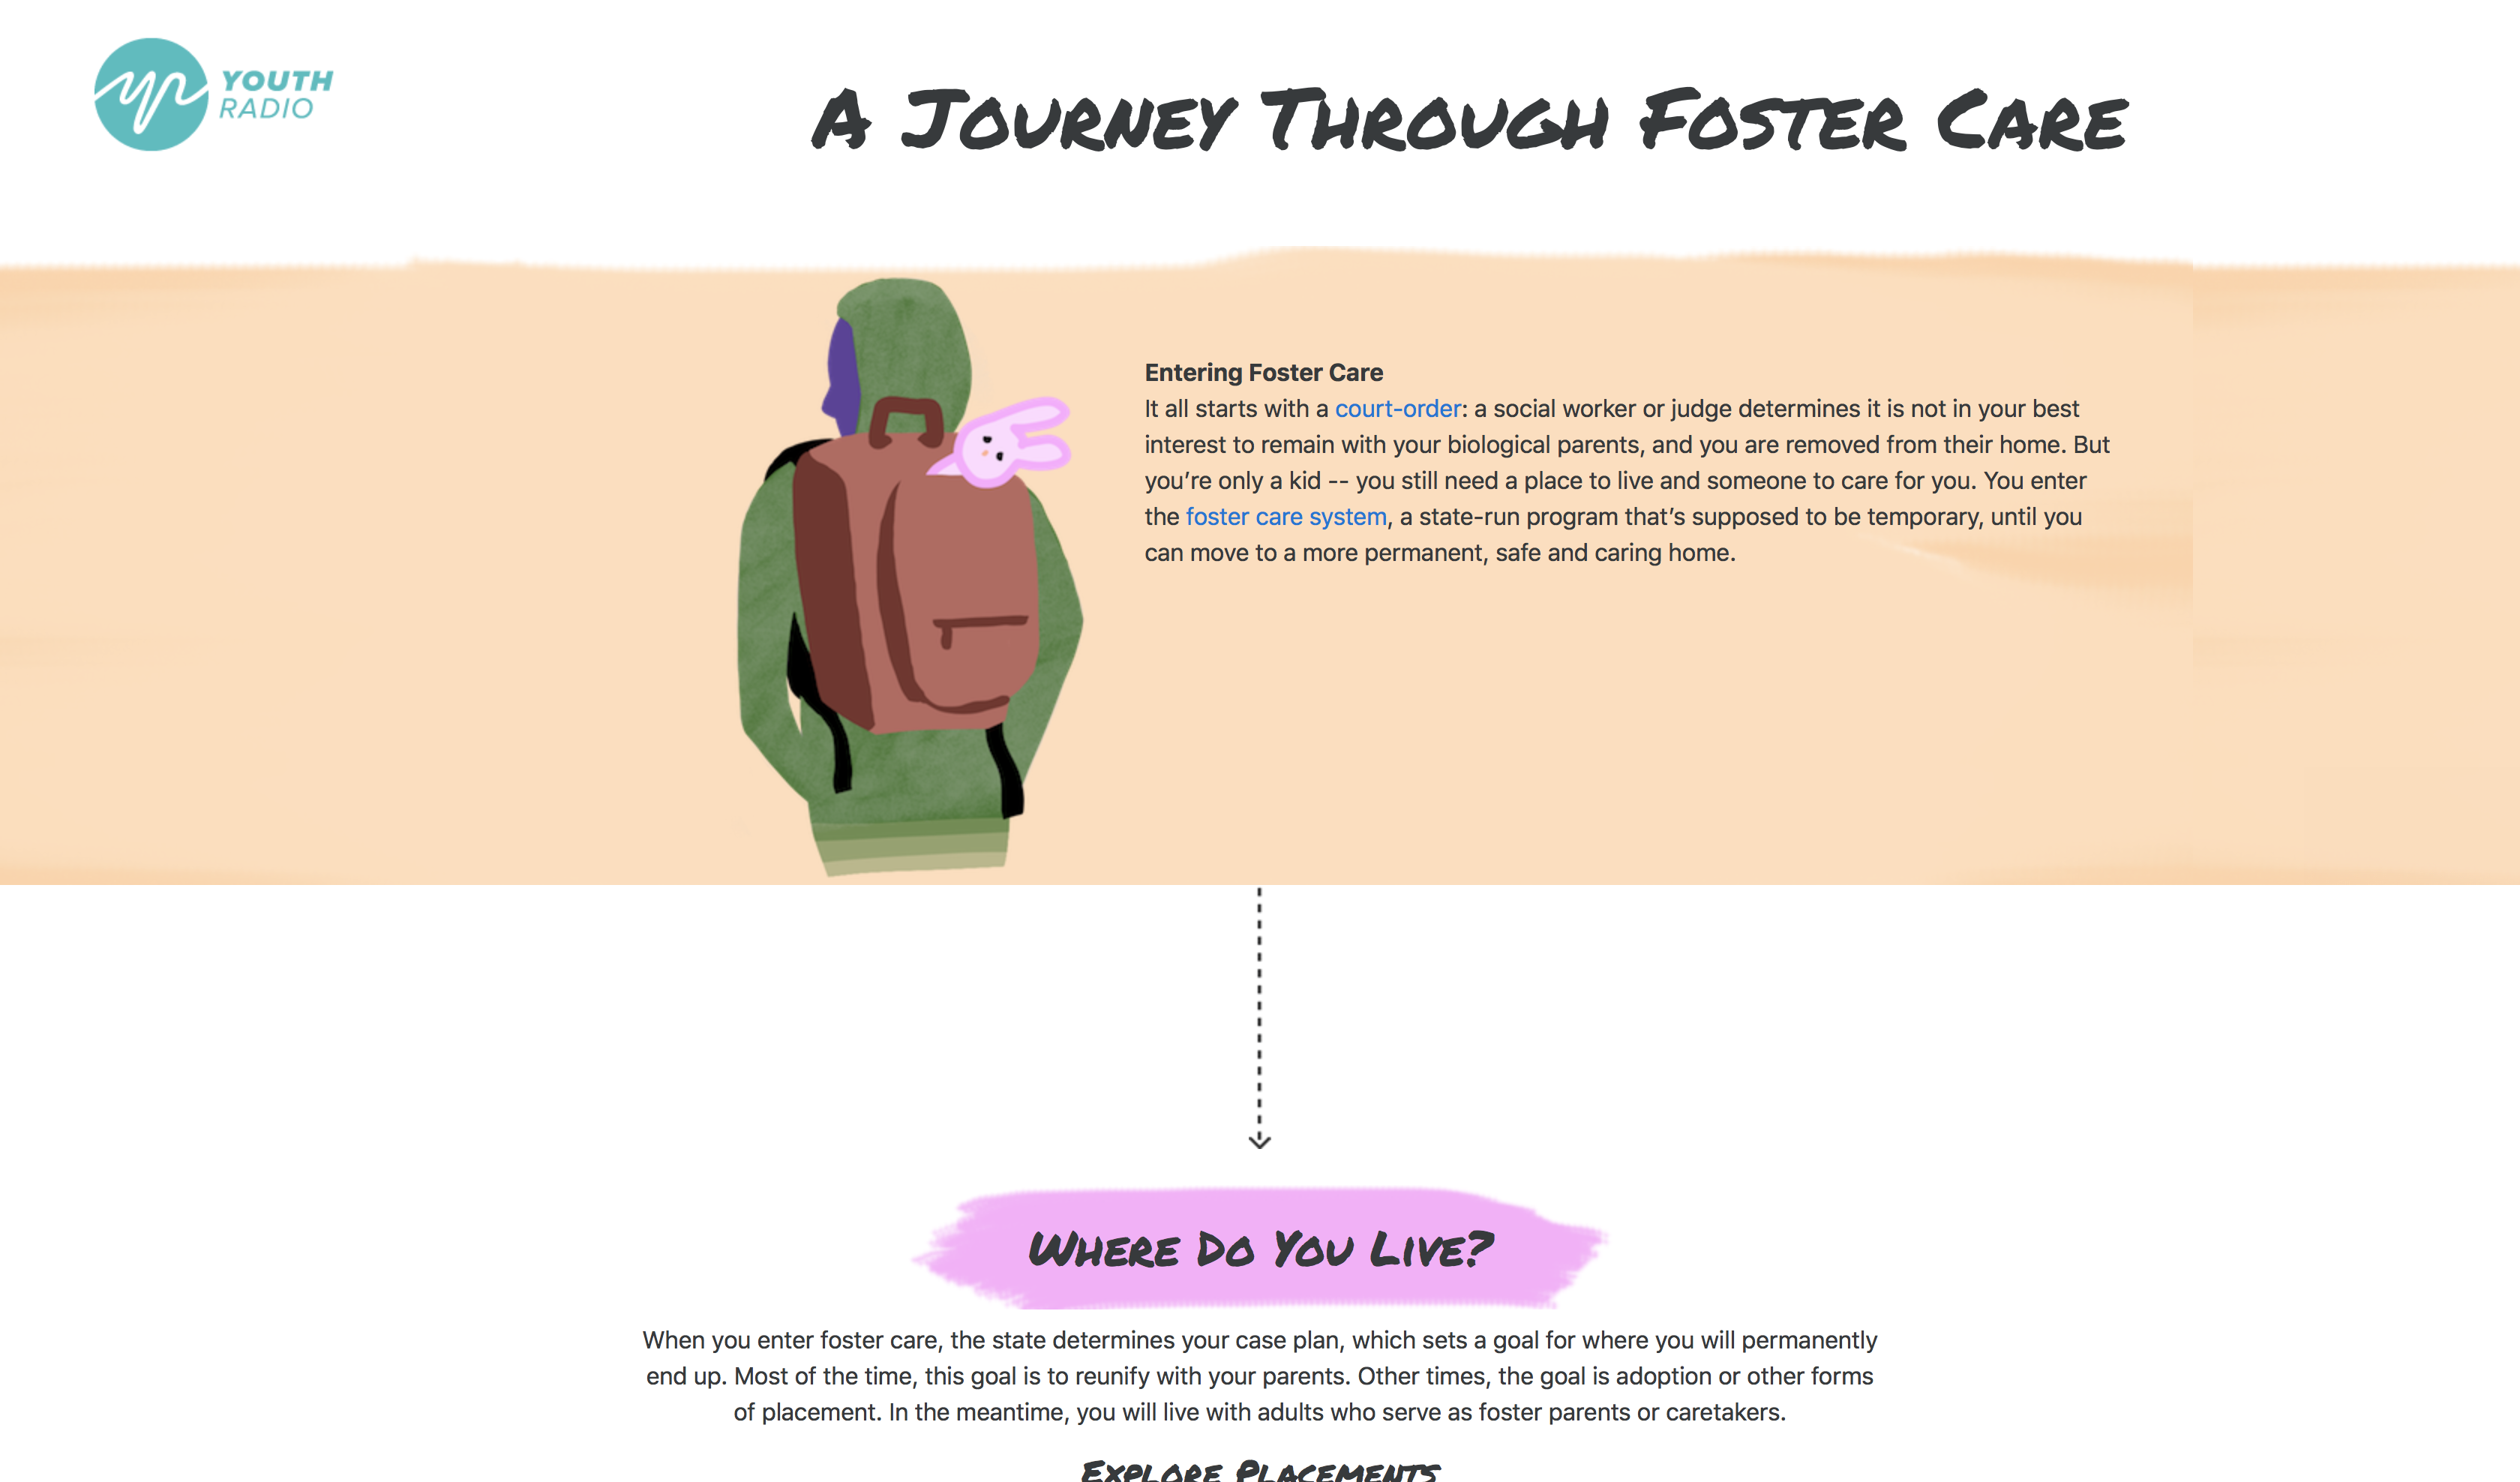 YOUTH
RADIO
A Journey Through Foster Care
Entering Foster Care
It all starts with a court-order: a social worker or judge determines it is not in your best
interest to remain with your biological parents, and you are removed from their home. But
you’re only a kid -- you still need a place to live and someone to care for you. You enter
the foster care system, a state-run program that’s supposed to be temporary, until you
can move to a more permanent, safe and caring home.
Where Do You Live?
When you enter foster care, the state determines your case plan, which sets a goal for where you will permanently
end up. Most of the time, this goal is to reunify with your parents. Other times, the goal is adoption or other forms
of placement. In the meantime, you will live with adults who serve as foster parents or caretakers.
Explore Placements